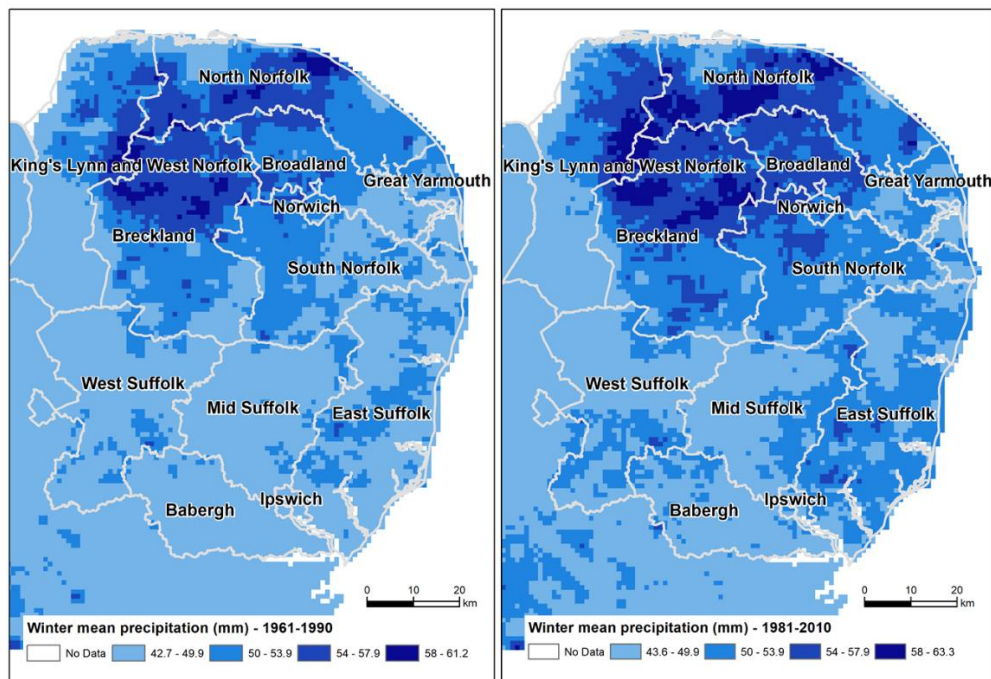 North Norfolk
King's Lynn and West Norfolk
Broadland
Great Yarmouth
Norwich
Breckland
South Norfolk
West Suffolk
Mid Suffolk
East Suffolk
Ipswich
Babergh
0 10 20
km
Winter mean precipitation (mm) - 1961-1990
No Data 42.7 - 49.9 50 - 53.9 54 - 57.9 58 - 61.2
North Norfolk
King's Lynn and West Norfolk
Broadland
Great Yarmouth
Norwich
Breckland
South Norfolk
West Suffolk
Mid Suffolk
East Suffolk
Ipswich
Babergh
0 10 20
km
Winter mean precipitation (mm) - 1981-2010
No Data 43.6 - 49.9 50 - 53.9 54 - 57.9 58 - 63.3